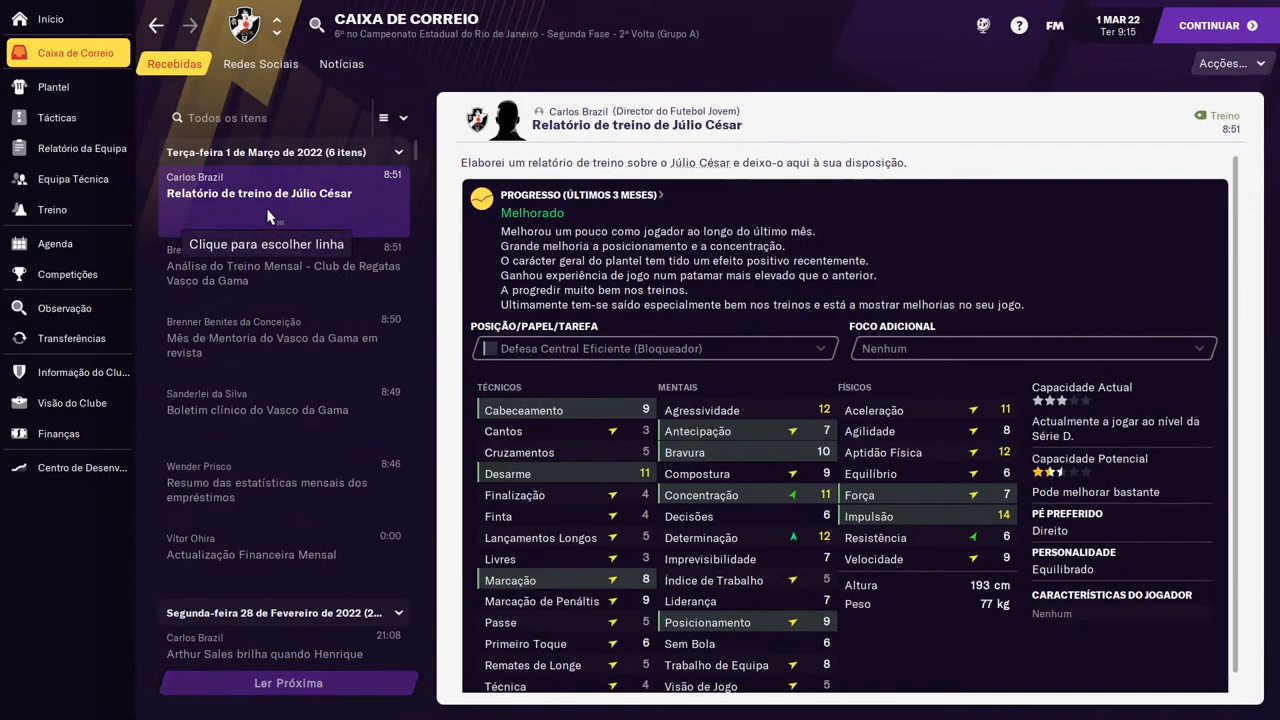 Início
Caixa de Correio
Plantel
Tácticas
Relatório da Equipa
Equipa Técnica
Treino
Agenda
Competições
Observação
Transferências
Informação do Clu...
Visão do Clube
Finanças
Centro de Desenv...
CAIXA DE CORREIO
6º no Campeonato Estadual do Rio de Janeiro - Segunda Fase - 2ª Volta (Grupo A)
?
FM
1 MAR 22
Ter 9:15
CONTINUAR
Recebidas
Redes Sociais
Notícias
Acções...
Todos os itens
Terça-feira 1 de Março de 2022 (6 itens)
Carlos Brazil
8:51
Relatório de treino de Júlio César
Clique para escolher linha
Bre
8:51
Análise do Treino Mensal - Club de Regatas
Vasco da Gama
Brenner Benites da Conceição
8:50
Mês de Mentoria do Vasco da Gama em
revista
Sanderlei da Silva
8:49
Boletim clínico do Vasco da Gama
Wender Prisco
8:46
Resumo das estatísticas mensais dos
empréstimos
Vítor Ohira
0:00
Actualização Financeira Mensal
Segunda-feira 28 de Fevereiro de 2022 (2...
Carlos Brazil
21:08
Arthur Sales brilha quando Henrique
Ler Próxima
Carlos Brazil (Director do Futebol Jovem)
Relatório de treino de Júlio César
Treino
8:51
Elaborei um relatório de treino sobre o Júlio César e deixo-o aqui à sua disposição.
PROGRESSO (ÚLTIMOS 3 MESES)
Melhorado
Melhorou um pouco como jogador ao longo do último mês.
Grande melhoria a posicionamento e a concentração.
O carácter geral do plantel tem tido um efeito positivo recentemente.
Ganhou experiência de jogo num patamar mais elevado que o anterior.
A progredir muito bem nos treinos.
Ultimamente tem-se saído especialmente bem nos treinos e está a mostrar melhorias no seu jogo.
POSIÇÃO/PAPEL/TAREFA
Defesa Central Eficiente (Bloqueador)
FOCO ADICIONAL
Nenhum
TÉCNICOS
Cabeceamento 9
Cantos 3
Cruzamentos 5
Desarme 11
Finalização 4
Finta 4
Lançamentos Longos 5
Livres 3
Marcação 8
Marcação de Penáltis 9
Passe 5
Primeiro Toque 6
Remates de Longe 5
Técnica 4
MENTAIS
Agressividade 12
Antecipação 7
Bravura 10
Compostura 9
Concentração 11
Decisões 6
Determinação 12
Imprevisibilidade 7
Índice de Trabalho 5
Liderança 7
Posicionamento 9
Sem Bola 6
Trabalho de Equipa 8
Visão de Jogo 5
FÍSICOS
Aceleração 11
Agilidade 8
Aptidão Física 12
Equilíbrio 6
Força 7
Impulsão 14
Resistência 6
Velocidade 9
Altura 193 cm
Peso 77 kg
Capacidade Actual
Actualmente a jogar ao nível da
Série D.
Capacidade Potencial
Pode melhorar bastante
PÉ PREFERIDO
Direito
PERSONALIDADE
Equilibrado
CARACTERÍSTICAS DO JOGADOR
Nenhum